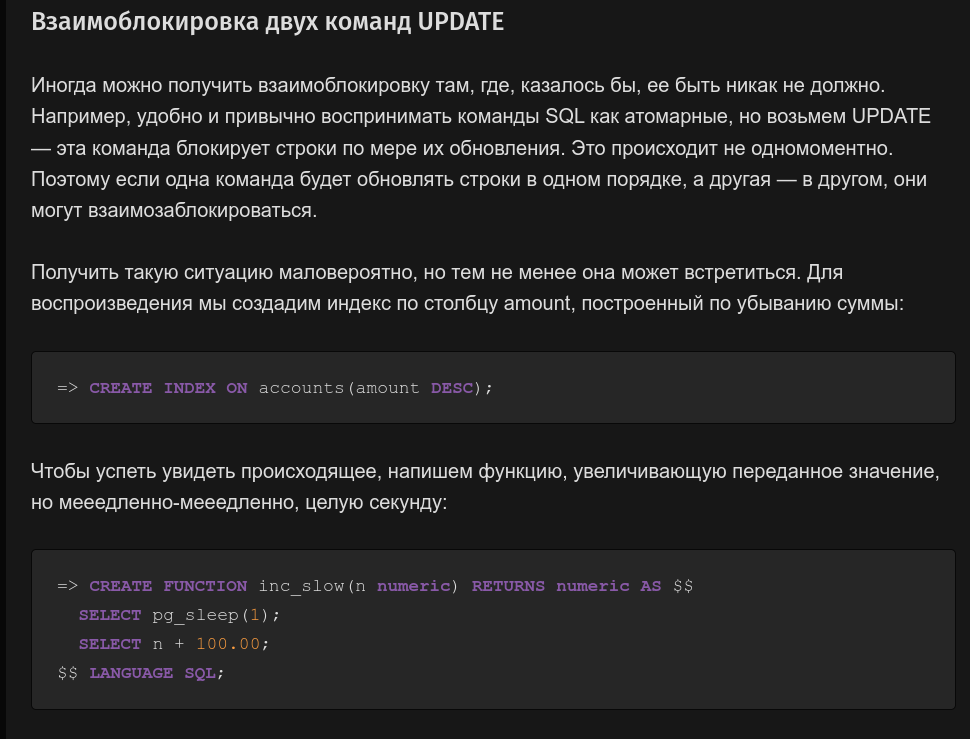 Взаимоблокировка двух команд UPDATE
Иногда можно получить взаимоблокировку там, где, казалось бы, ее быть никак не должно.
Например, удобно и привычно воспринимать команды SQL как атомарные, но возьмем UPDATE
— эта команда блокирует строки по мере их обновления. Это происходит не одномоментно.
Поэтому если одна команда будет обновлять строки в одном порядке, а другая — в другом, они
могут взаимозаблокироваться.
Получить такую ситуацию маловероятно, но тем не менее она может встретиться. Для
воспроизведения мы создадим индекс по столбцу amount, построенный по убыванию суммы:
=> CREATE INDEX ON accounts(amount DESC);
Чтобы успеть увидеть происходящее, напишем функцию, увеличивающую переданное значение,
но мееедленно-мееедленно, целую секунду:
=> CREATE FUNCTION inc_slow(n numeric) RETURNS numeric AS $$
SELECT pg_sleep(1);
SELECT n + 100.00;
$$ LANGUAGE SQL;